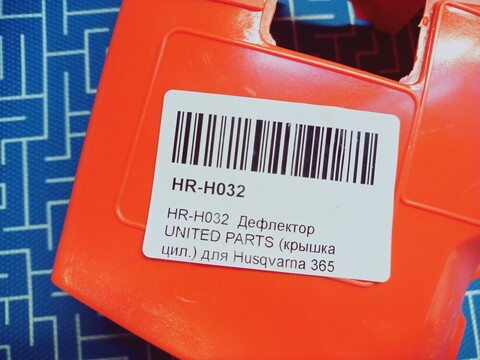 HR-H032
HR-H032 Дефлектор
UNITED PARTS (крышка
цил.) для Husqvarna 365